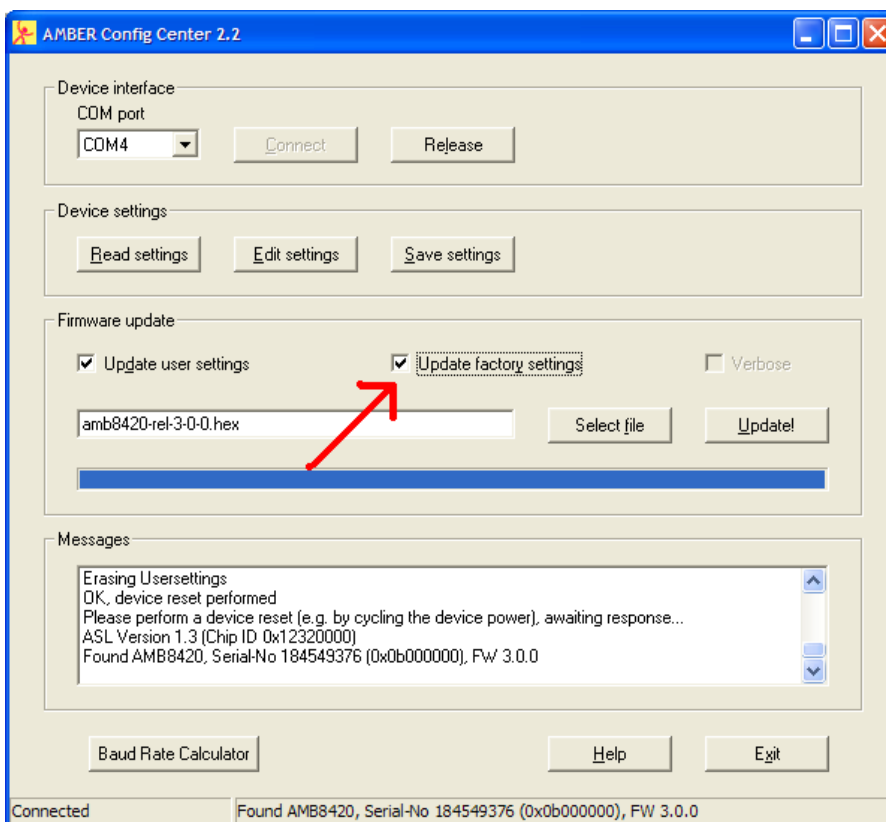 AMBER Config Center 2.2
Device interface
COM port
COM4 Connect Release
Device settings
Read settings Edit settings Save settings
Firmware update
Update user settings Update factory settings Verbose
amb8420-rel-3-0-0.hex Select file Update!
Messages
Erasing Usersettings
OK, device reset performed
Please perform a device reset (e.g. by cycling the device power), awaiting response...
ASL Version 1.3 (Chip ID 0x12320000)
Found AMB8420, Serial-No 184549376 (0x0b000000), FW 3.0.0
Baud Rate Calculator Help Exit
Connected Found AMB8420, Serial-No 184549376 (0x0b000000), FW 3.0.0